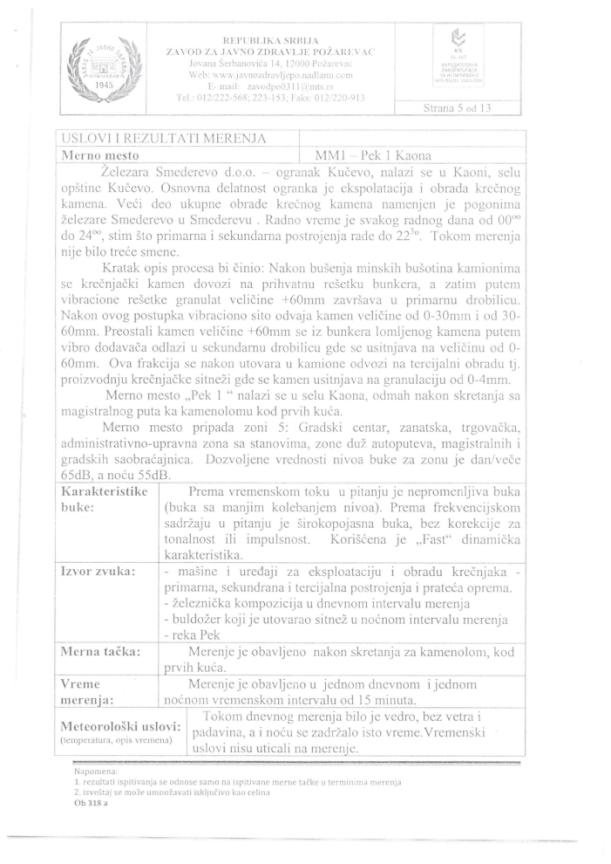 REPUBLIKA SRBIJA
ZAVOD ZA JAVNO ZDRAVLJE POŽAREVAC
Jovana Šerbanovića 14, 12000 Požarevac
Web: www.javnozdravljepo.nadlanu.com
E- mail: zavodpo0311@mts.rs
Tel.: 012/222-568; 223-153; Faks: 012/220-913
1945
Strana 5 od 13
USLOVI I REZULTATI MERENJA
Merno mesto MM1 – Pek 1 Kaona
Železara Smederevo d.o.o. – ogranak Kučevo, nalazi se u Kaoni, selu
opštine Kučevo. Osnovna delatnost ogranka je ekspolatacija i obrada krečnog
kamena. Veći deo ukupne obrade krečnog kamena namenjen je pogonima
železare Smederevo u Smederevu . Radno vreme je svakog radnog dana od 00ºº
do 24ºº, stim što primarna i sekundarna postrojenja rade do 22³º. Tokom merenja
nije bilo treće smene.
Kratak opis procesa bi činio: Nakon bušenja minskih bušotina kamionima
se krečnjački kamen dovozi na prihvatnu rešetku bunkera, a zatim putem
vibracione rešetke granulat veličine +60mm završava u primarnu drobilicu.
Nakon ovog postupka vibraciono sito odvaja kamen veličine od 0-30mm i od 30-
60mm. Preostali kamen veličine +60mm se iz bunkera lomljenog kamena putem
vibro dodavača odlazi u sekundarnu drobilicu gde se usitnjava na veličinu od 0-
60mm. Ova frakcija se nakon utovara u kamione odvozi na tercijalni obradu tj.
proizvodnju krečnjačke sitneži gde se kamen usitnjava na granulaciju od 0-4mm.
Merno mesto „Pek 1 “ nalazi se u selu Kaona, odmah nakon skretanja sa
magistralnog puta ka kamenolomu kod prvih kuća.
Merno mesto pripada zoni 5: Gradski centar, zanatska, trgovačka,
administrativno-upravna zona sa stanovima, zone duž autoputeva, magistralnih i
gradskih saobraćajnica. Dozvoljene vrednosti nivoa buke za zonu je dan/veče
65dB, a noću 55dB.
Karakteristike buke: Prema vremenskom toku u pitanju je nepromenljiva buka
(buka sa manjim kolebanjem nivoa). Prema frekvencijskom
sadržaju u pitanju je širokopojasna buka, bez korekcije za
tonalnost ili impulsnost. Korišćena je „Fast“ dinamička
karakteristika.
Izvor zvuka: - mašine i uređaji za eksploataciju i obradu krečnjaka -
primarna, sekundrana i tercijalna postrojenja i prateća oprema.
- železnička kompozicija u dnevnom intervalu merenja
- buldožer koji je utovarao sitnež u noćnom intervalu merenja
- reka Pek
Merna tačka: Merenje je obavljeno nakon skretanja za kamenolom, kod
prvih kuća.
Vreme merenja: Merenje je obavljeno u jednom dnevnom i jednom
noćnom vremenskom intervalu od 15 minuta.
Meteorološki uslovi:
(temperatura, opis vremena)
Tokom dnevnog merenja bilo je vedro, bez vetra i
padavina, a i noću se zadržalo isto vreme.Vremenski
uslovi nisu uticali na merenje.
Napomena:
1. rezultati ispitivanja se odnose samo na ispitivane merne tačke u terminima merenja
2. izveštaj se može umnožavati isključivo kao celina
Ob 318 a